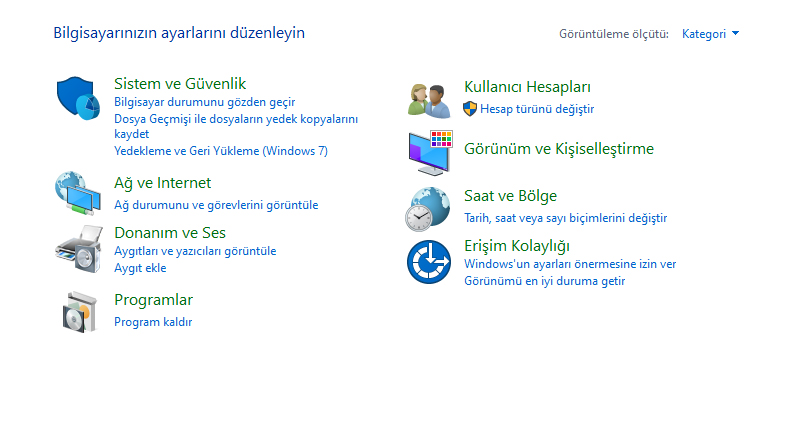 Bilgisayarınızın ayarlarını düzenleyin
Görüntüleme ölçütü: Kategori
Sistem ve Güvenlik
Bilgisayar durumunu gözden geçir
Dosya Geçmişi ile dosyaların yedek kopyalarını
kaydet
Yedekleme ve Geri Yükleme (Windows 7)
Ağ ve Internet
Ağ durumunu ve görevlerini görüntüle
Donanım ve Ses
Aygıtları ve yazıcıları görüntüle
Aygıt ekle
Programlar
Program kaldır
Kullanıcı Hesapları
Hesap türünü değiştir
Görünüm ve Kişiselleştirme
Saat ve Bölge
Tarih, saat veya sayı biçimlerini değiştir
Erişim Kolaylığı
Windows'un ayarları önermesine izin ver
Görünümü en iyi duruma getir